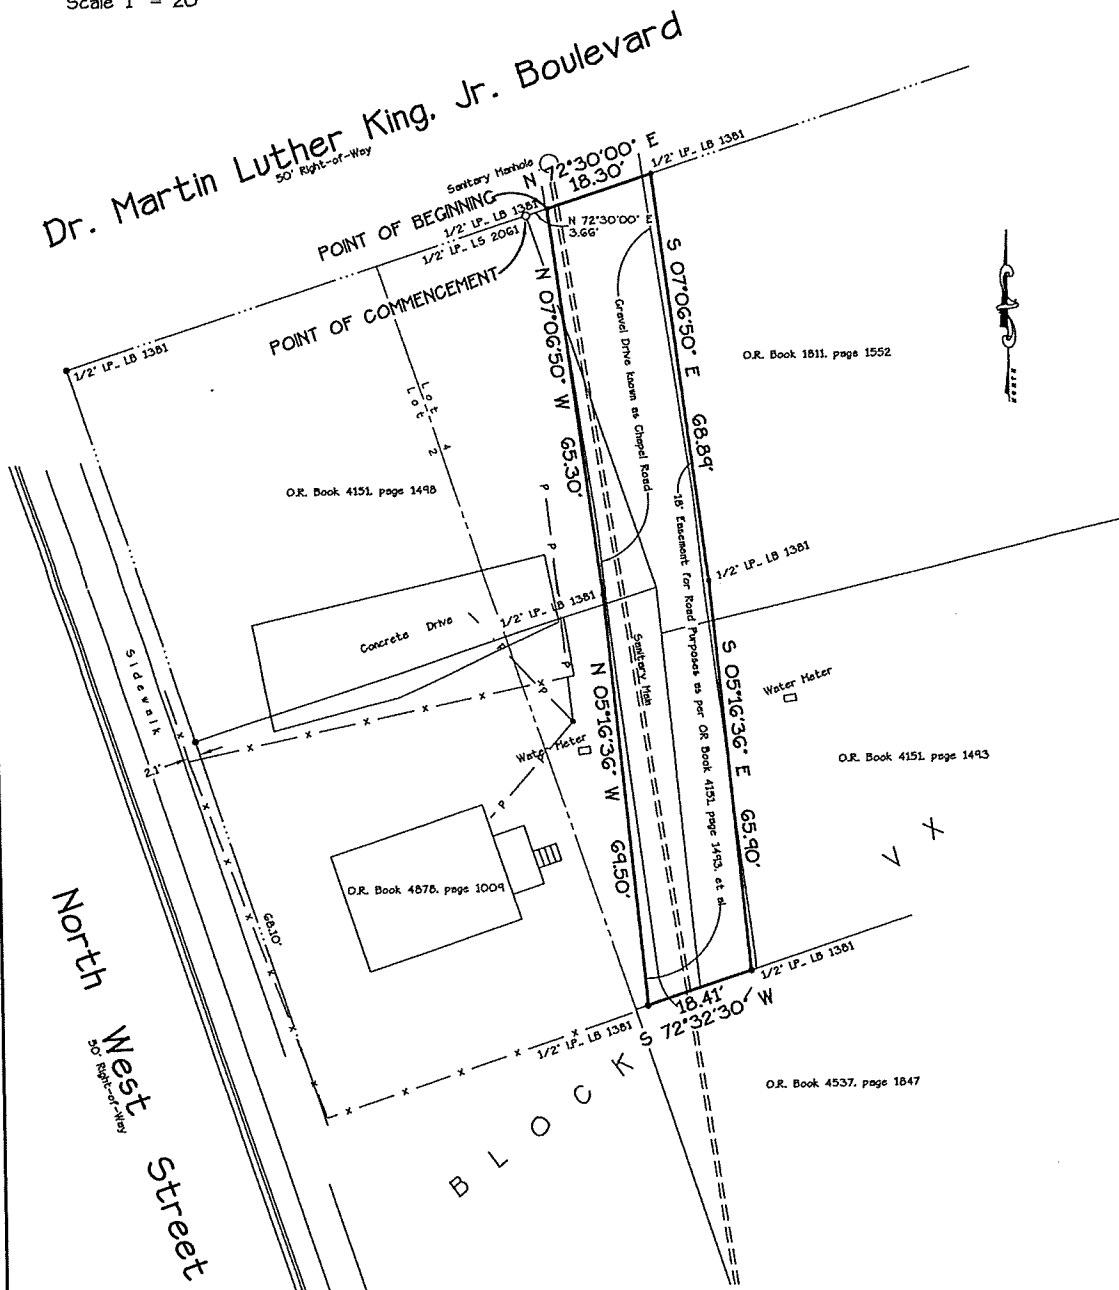 Scale 1" = 20'
Dr. Martin Luther King, Jr. Boulevard
50' Right-of-Way
Sanitary Manhole
N 72°30'00" E
18.30'
1/2" I.P. LB 1381
POINT OF BEGINNING
1/2" I.P. LB 1381
1/2" I.P. LS 2061
N 72°30'00" E
3.66'
POINT OF COMMENCEMENT
1/2" I.P. LB 1381
N 07°06'50" W 65.30'
S 07°06'50" E 68.89'
Gravel Drive known as Chapel Road
O.R. Book 1811, page 1552
NORTH
Lot 4
Lot 2
O.R. Book 4151, page 1498
P
P
P
P
P
P
18' Easement for Road Purposes as per OR Book 4151, page 1493, et al
1/2" I.P. LB 1381
1/2" I.P. LB 1381
Concrete Drive
Sidewalk
Sanitary Main
N 05°16'36" W 69.50'
S 05°16'36" E 65.90'
Water Meter
Water Meter
2.1'
O.R. Book 4151, page 1493
O.R. Book 4878, page 1009
68.10'
V X
North West Street
50' Right-of-Way
1/2" I.P. LB 1381
18.41'
S 72°32'30" W
1/2" I.P. LB 1381
O.R. Book 4537, page 1847
BLOCK